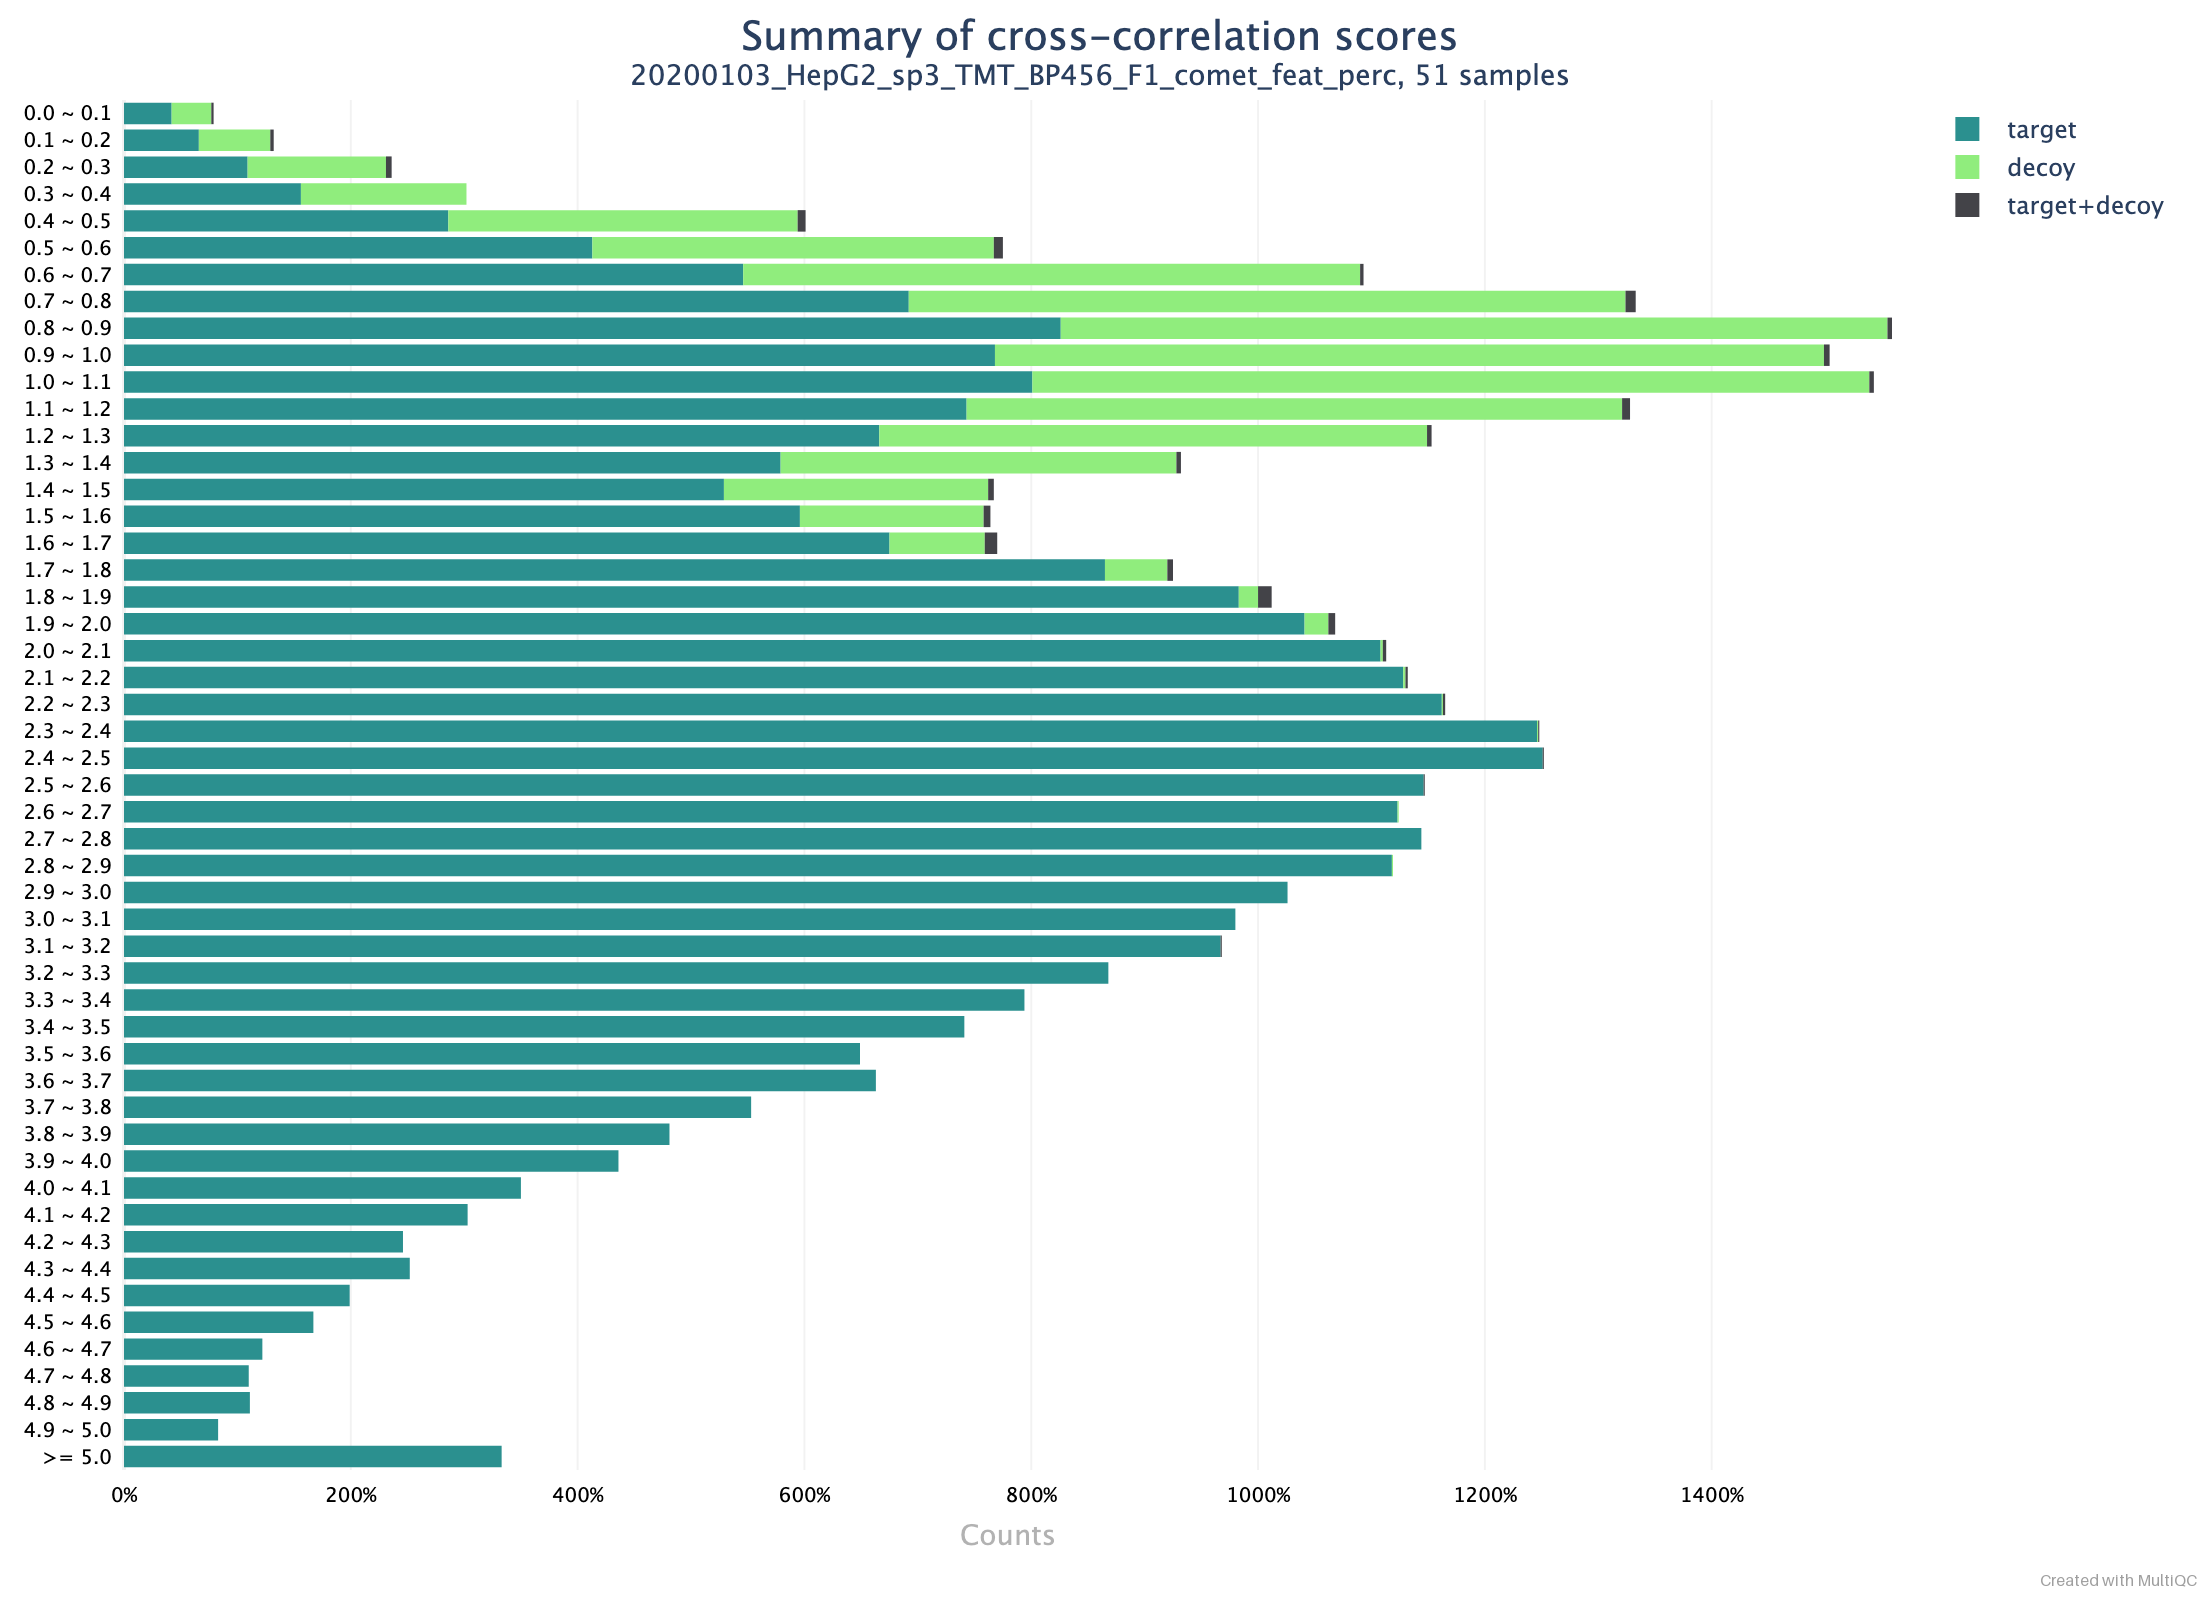 Summary of cross−correlation scores
20200103_HepG2_sp3_TMT_BP456_F1_comet_feat_perc, 51 samples
0.0 ~ 0.1
0.1 ~ 0.2
0.2 ~ 0.3
0.3 ~ 0.4
0.4 ~ 0.5
0.5 ~ 0.6
0.6 ~ 0.7
0.7 ~ 0.8
0.8 ~ 0.9
0.9 ~ 1.0
1.0 ~ 1.1
1.1 ~ 1.2
1.2 ~ 1.3
1.3 ~ 1.4
1.4 ~ 1.5
1.5 ~ 1.6
1.6 ~ 1.7
1.7 ~ 1.8
1.8 ~ 1.9
1.9 ~ 2.0
2.0 ~ 2.1
2.1 ~ 2.2
2.2 ~ 2.3
2.3 ~ 2.4
2.4 ~ 2.5
2.5 ~ 2.6
2.6 ~ 2.7
2.7 ~ 2.8
2.8 ~ 2.9
2.9 ~ 3.0
3.0 ~ 3.1
3.1 ~ 3.2
3.2 ~ 3.3
3.3 ~ 3.4
3.4 ~ 3.5
3.5 ~ 3.6
3.6 ~ 3.7
3.7 ~ 3.8
3.8 ~ 3.9
3.9 ~ 4.0
4.0 ~ 4.1
4.1 ~ 4.2
4.2 ~ 4.3
4.3 ~ 4.4
4.4 ~ 4.5
4.5 ~ 4.6
4.6 ~ 4.7
4.7 ~ 4.8
4.8 ~ 4.9
4.9 ~ 5.0
>= 5.0
0% 200% 400% 600% 800% 1000% 1200% 1400%
Counts
target
decoy
target+decoy
Created with MultiQC